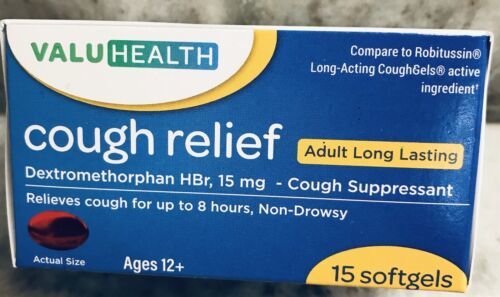 VALUHEALTH
Compare to Robitussin®
Long-Acting CoughGels® active
ingredient†
cough relief
Adult Long Lasting
Dextromethorphan HBr, 15 mg - Cough Suppressant
Relieves cough for up to 8 hours, Non-Drowsy
Actual Size
Ages 12+
15 softgels